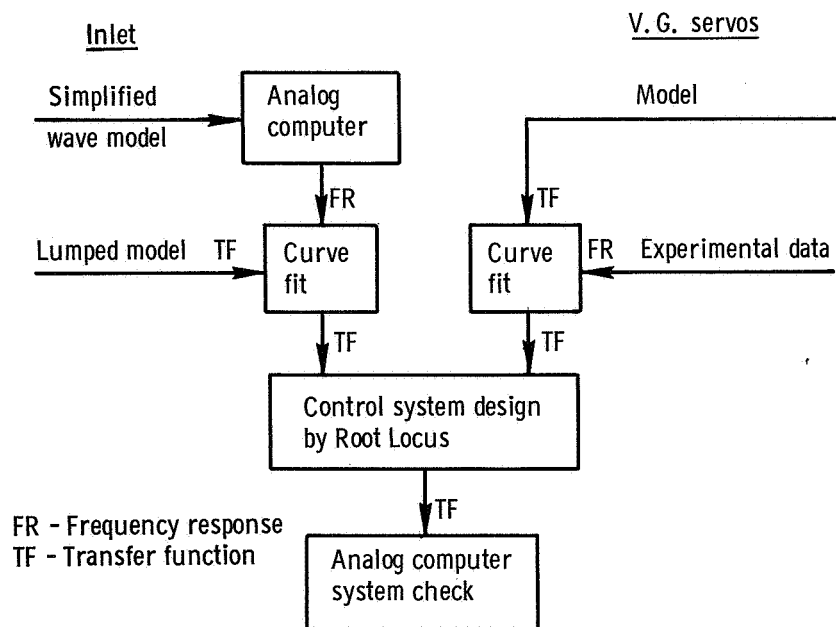 Inlet
V. G. servos
Simplified
wave model
Analog
computer
Model
FR
TF
Lumped model TF
Curve
fit
Curve
fit
FR Experimental data
TF
TF
Control system design
by Root Locus
TF
FR - Frequency response
TF - Transfer function
Analog computer
system check